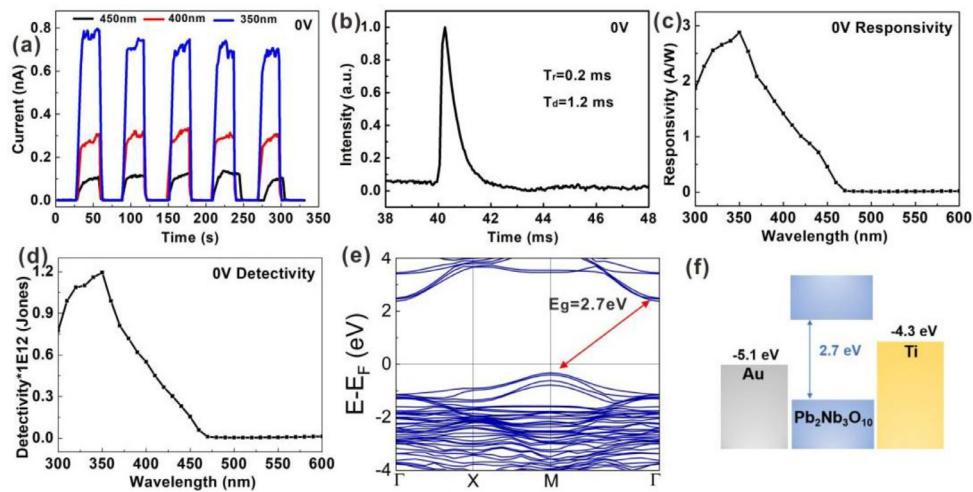 450nm 400nm 350nm
(a)
Current (nA)
0.8
0.6
0.4
0.2
0.0
0 50 100 150 200 250 300 350
Time (s)
0V
(b)
Intensity (a.u.)
1.0
0.8
0.6
0.4
0.2
0.0
0V
Tr=0.2 ms
Td=1.2 ms
38 40 42 44 46 48
Time (ms)
(c)
Responsivity (A/W)
3
2
1
0
0V Responsivity
300 350 400 450 500 550 600
Wavelength (nm)
(d)
Detectivity*1E12 (Jones)
1.2
0.9
0.6
0.3
0.0
0V Detectivity
300 350 400 450 500 550 600
Wavelength (nm)
(e)
E-EF (eV)
4
2
0
-2
-4
Eg=2.7eV
Γ X M Γ
(f)
-5.1 eV
Au
2.7 eV
Pb2Nb3O10
-4.3 eV
Ti